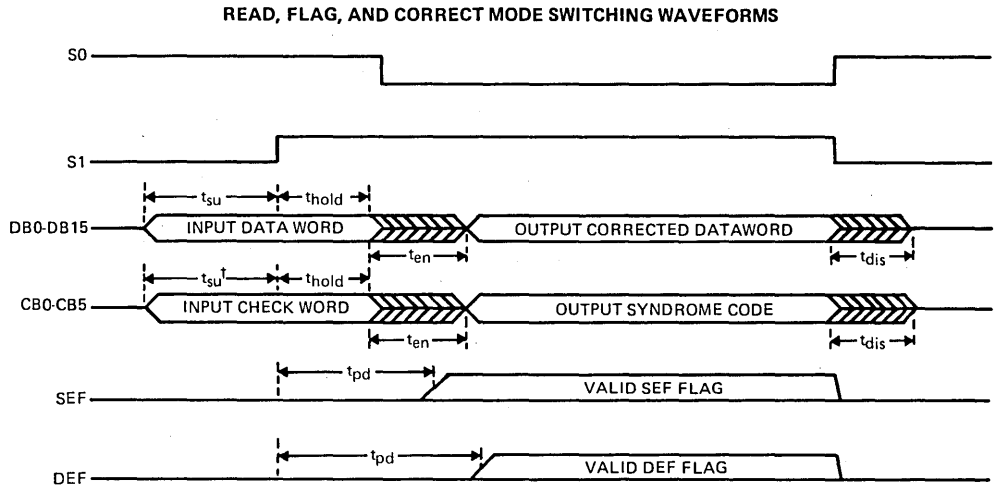 READ, FLAG, AND CORRECT MODE SWITCHING WAVEFORMS
S0
S1
tsu thold
DB0-DB15 INPUT DATA WORD OUTPUT CORRECTED DATAWORD
ten tdis
tsu† thold
CB0-CB5 INPUT CHECK WORD OUTPUT SYNDROME CODE
ten tdis
tpd
SEF VALID SEF FLAG
tpd
DEF VALID DEF FLAG